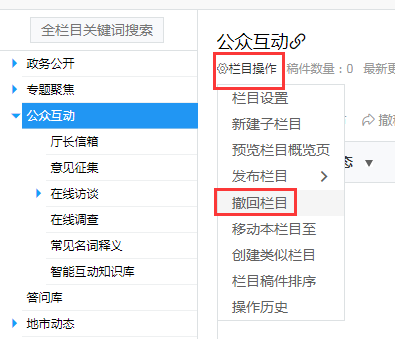 全栏目关键词搜索
政务公开
专题聚焦
公众互动
厅长信箱
意见征集
在线访谈
在线调查
常见名词释义
智能互动知识库
答问库
地市动态
公众互动
栏目操作 稿件数量：0 最新更
栏目设置
新建子栏目
预览栏目概览页
发布栏目
撤回栏目
移动本栏目至
创建类似栏目
栏目稿件排序
操作历史
撤
态